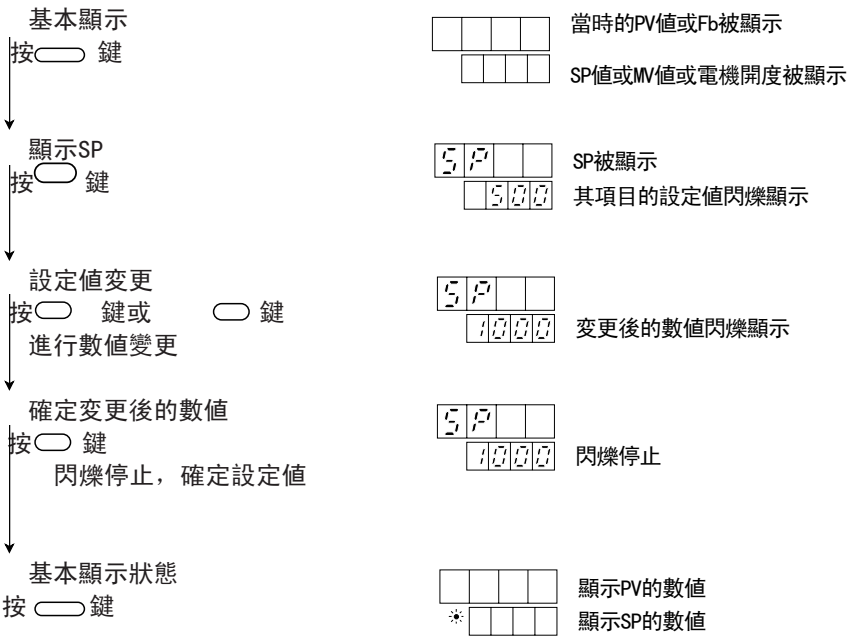 基本顯示
按 鍵
當時的PV值或Fb被顯示
SP值或MV值或電機開度被顯示
顯示SP
按 鍵
SP
SP被顯示
500
其項目的設定值閃爍顯示
設定值变更
按 鍵或 鍵
進行數值變更
SP
1000
变更後的數值閃爍顯示
確定变更後的數值
按 鍵
閃爍停止，確定設定值
SP
1000
閃爍停止
基本顯示狀態
按 鍵
顯示PV的數值
顯示SP的數值